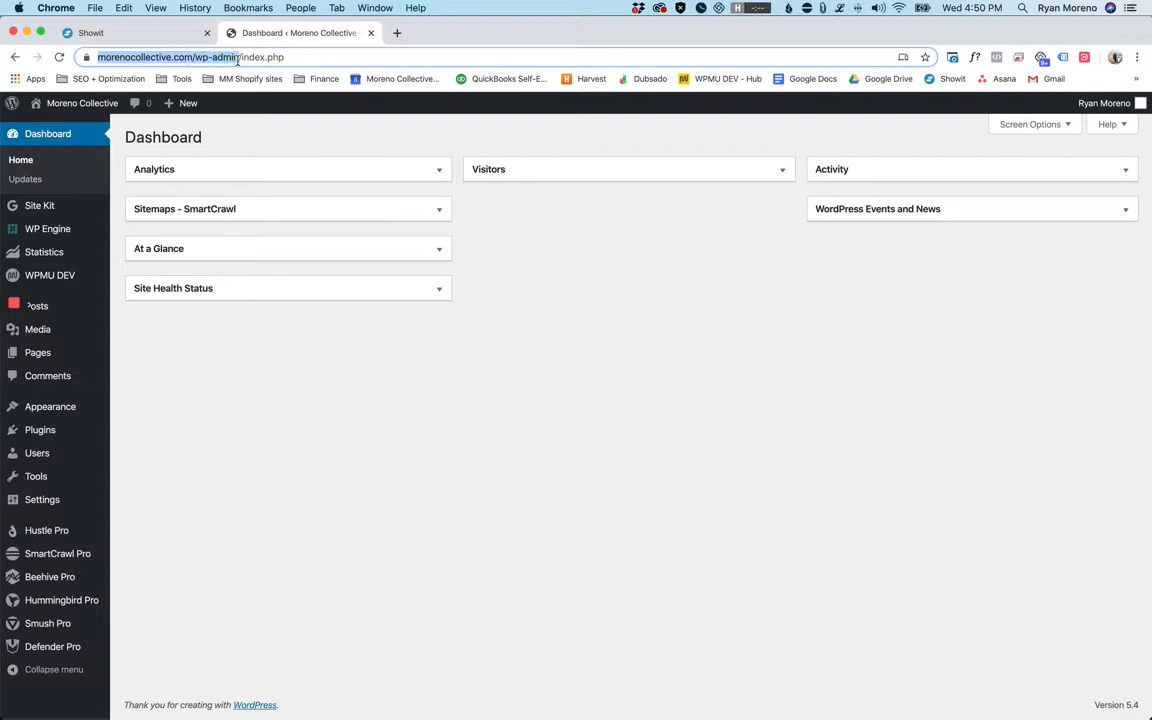 Chrome File Edit View History Bookmarks People Tab Window Help H -:-- Wed 4:50 PM Ryan Moreno
Showit Dashboard ‹ Moreno Collective -
morenocollective.com/wp-admin/index.php f? 9+
Apps SEO + Optimization Tools MM Shopify sites Finance Moreno Collective... QuickBooks Self-E... Harvest Dubsado WPMU DEV - Hub Google Docs Google Drive Showit Asana Gmail »
Moreno Collective 0 New Ryan Moreno
Dashboard
Home
Updates
Site Kit
WP Engine
Statistics
WPMU DEV
Posts
Media
Pages
Comments
Appearance
Plugins
Users
Tools
Settings
Hustle Pro
SmartCrawl Pro
Beehive Pro
Hummingbird Pro
Smush Pro
Defender Pro
Collapse menu
Screen Options Help
Dashboard
Analytics
Sitemaps - SmartCrawl
At a Glance
Site Health Status
Visitors
Activity
WordPress Events and News
Thank you for creating with WordPress. Version 5.4